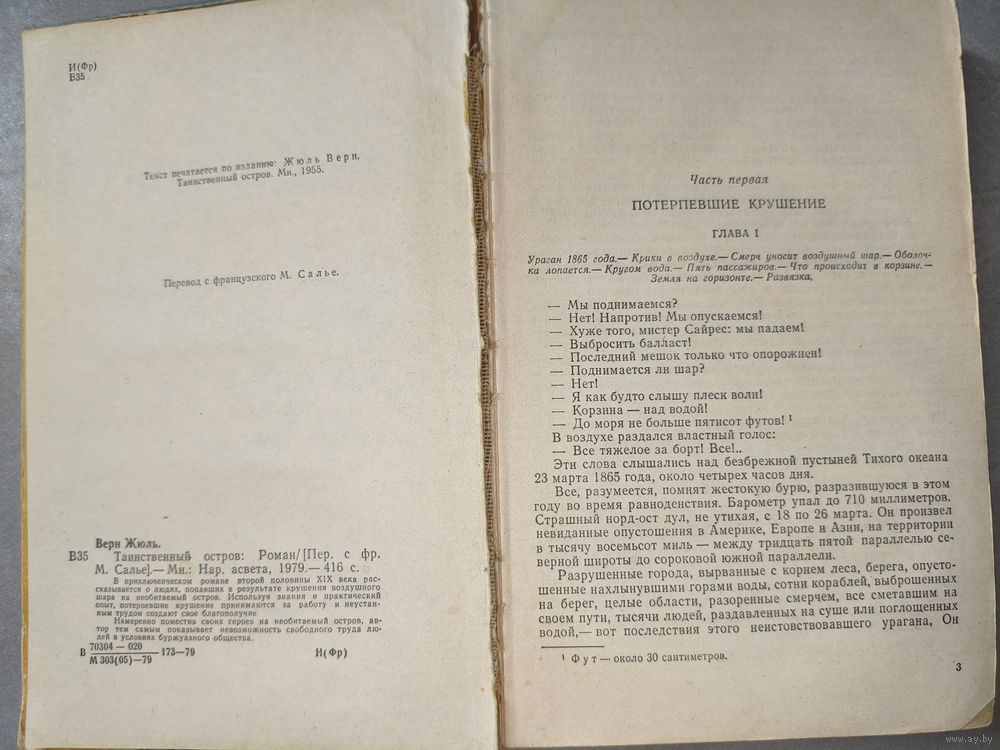 И(Фр)
В35
Текст печатается по изданию: Жюль Верн.
Таинственный остров. Мн., 1955.
Перевод с французского М. Салье.
Верн Жюль.
В35 Таинственный остров: Роман/[Пер. с фр.
М. Салье].— Мн.: Нар. асвета, 1979.— 416 с.
В приключенческом романе второй половины XIX века рас-
сказывается о людях, попавших в результате крушения воздушного
шара на необитаемый остров. Используя знания и практический
опыт, потерпевшие крушение принимаются за работу и неустан-
ным трудом создают свое благополучие
Намеренно поместив своих героев на необитаемый остров, ав-
тор тем самым показывает невозможность свободного труда лю-
дей в условиях буржуазного общества.
В 70304 — 020
М 303(05)—79 173—79 И(Фр)
Часть первая
ПОТЕРПЕВШИЕ КРУШЕНИЕ
ГЛАВА I
Ураган 1865 года.— Крики в воздухе.— Смерч уносит воздушный шар.— Оболоч-
ка лопается.— Кругом вода.— Пять пассажиров.— Что происходит в корзине.—
Земля на горизонте.— Развязка.
— Мы поднимаемся?
— Нет! Напротив! Мы опускаемся!
— Хуже того, мистер Сайрес: мы падаем!
— Выбросить балласт!
— Последний мешок только что опорожнен!
— Поднимается ли шар?
— Нет!
— Я как будто слышу плеск волн!
— Корзина — над водой!
— До моря не больше пятисот футов! ¹
В воздухе раздался властный голос:
— Все тяжелое за борт! Все!..
Эти слова слышались над безбрежной пустыней Тихого океана
23 марта 1865 года, около четырех часов дня.
Все, разумеется, помнят жестокую бурю, разразившуюся в этом
году во время равноденствия. Барометр упал до 710 миллиметров.
Страшный норд-ост дул, не утихая, с 18 по 26 марта. Он произвел
невиданные опустошения в Америке, Европе и Азии, на территории
в тысячу восемьсот миль — между тридцать пятой параллелью се-
верной широты до сороковой южной параллели.
Разрушенные города, вырванные с корнем леса, берега, опусто-
шенные нахлынувшими горами воды, сотни кораблей, выброшенных
на берег, целые области, разоренные смерчем, все сметавшим на
своем пути, тысячи людей, раздавленных на суше или поглощенных
водой,— вот последствия этого неистовствовавшего урагана, Он
¹ Фут — около 30 сантиметров.
3
www.ay.by